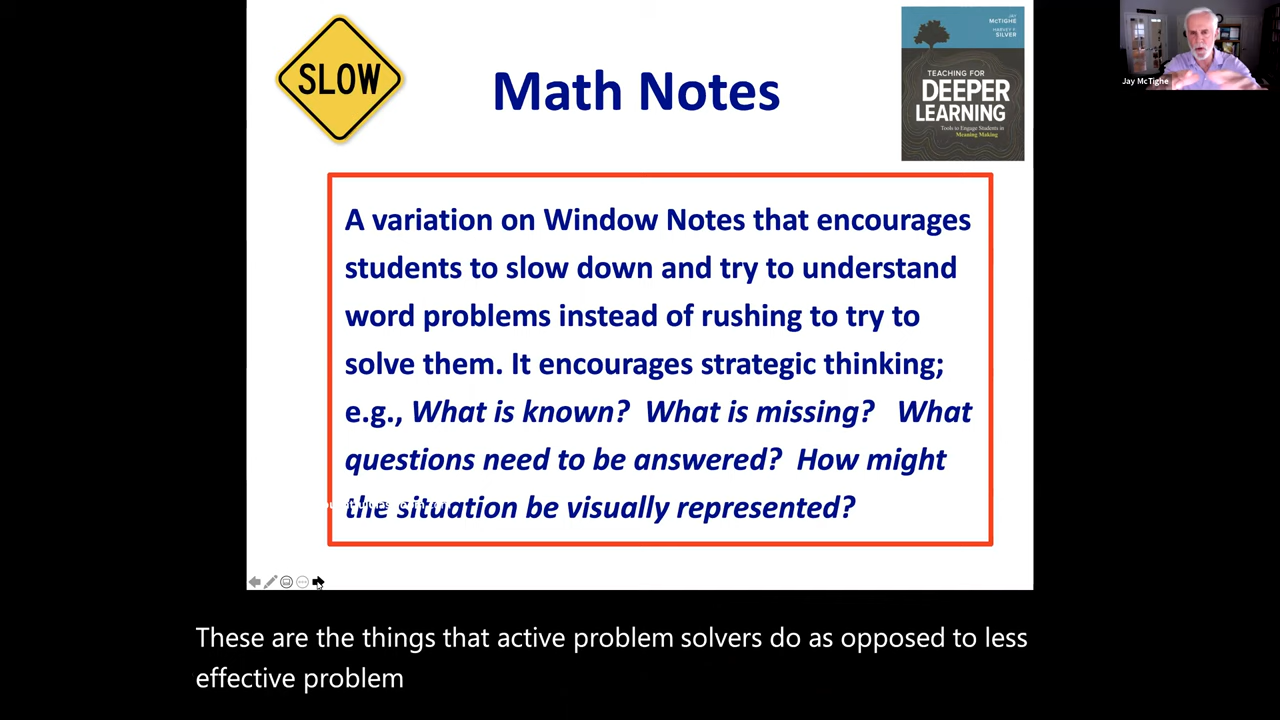 SLOW
Math Notes
JAY
McTIGHE
HARVEY F.
SILVER
TEACHING FOR
DEEPER
LEARNING
Tools to Engage Students in
Meaning Making
Jay McTighe
A variation on Window Notes that encourages
students to slow down and try to understand
word problems instead of rushing to try to
solve them. It encourages strategic thinking;
e.g., What is known? What is missing? What
questions need to be answered? How might
the situation be visually represented?
These are the things that active problem solvers do as opposed to less
effective problem